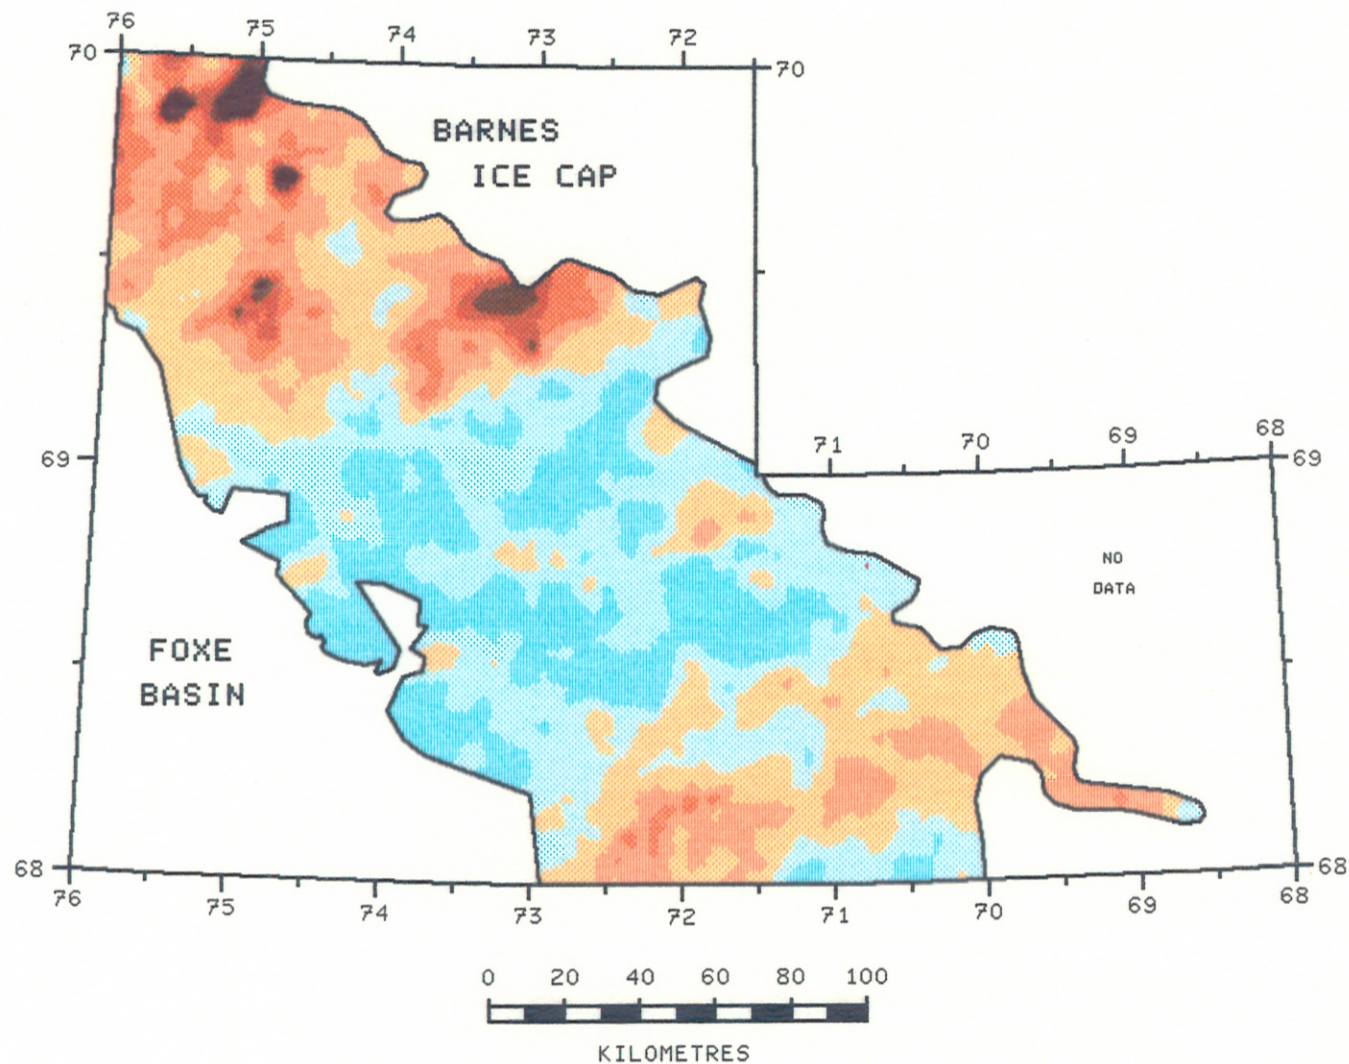 76 75 74 73 72
70 70
BARNES
ICE CAP
71 70 69 68
69 69
NO
DATA
FOXE
BASIN
68 68
76 75 74 73 72 71 70 69 68
0 20 40 60 80 100
KILOMETRES